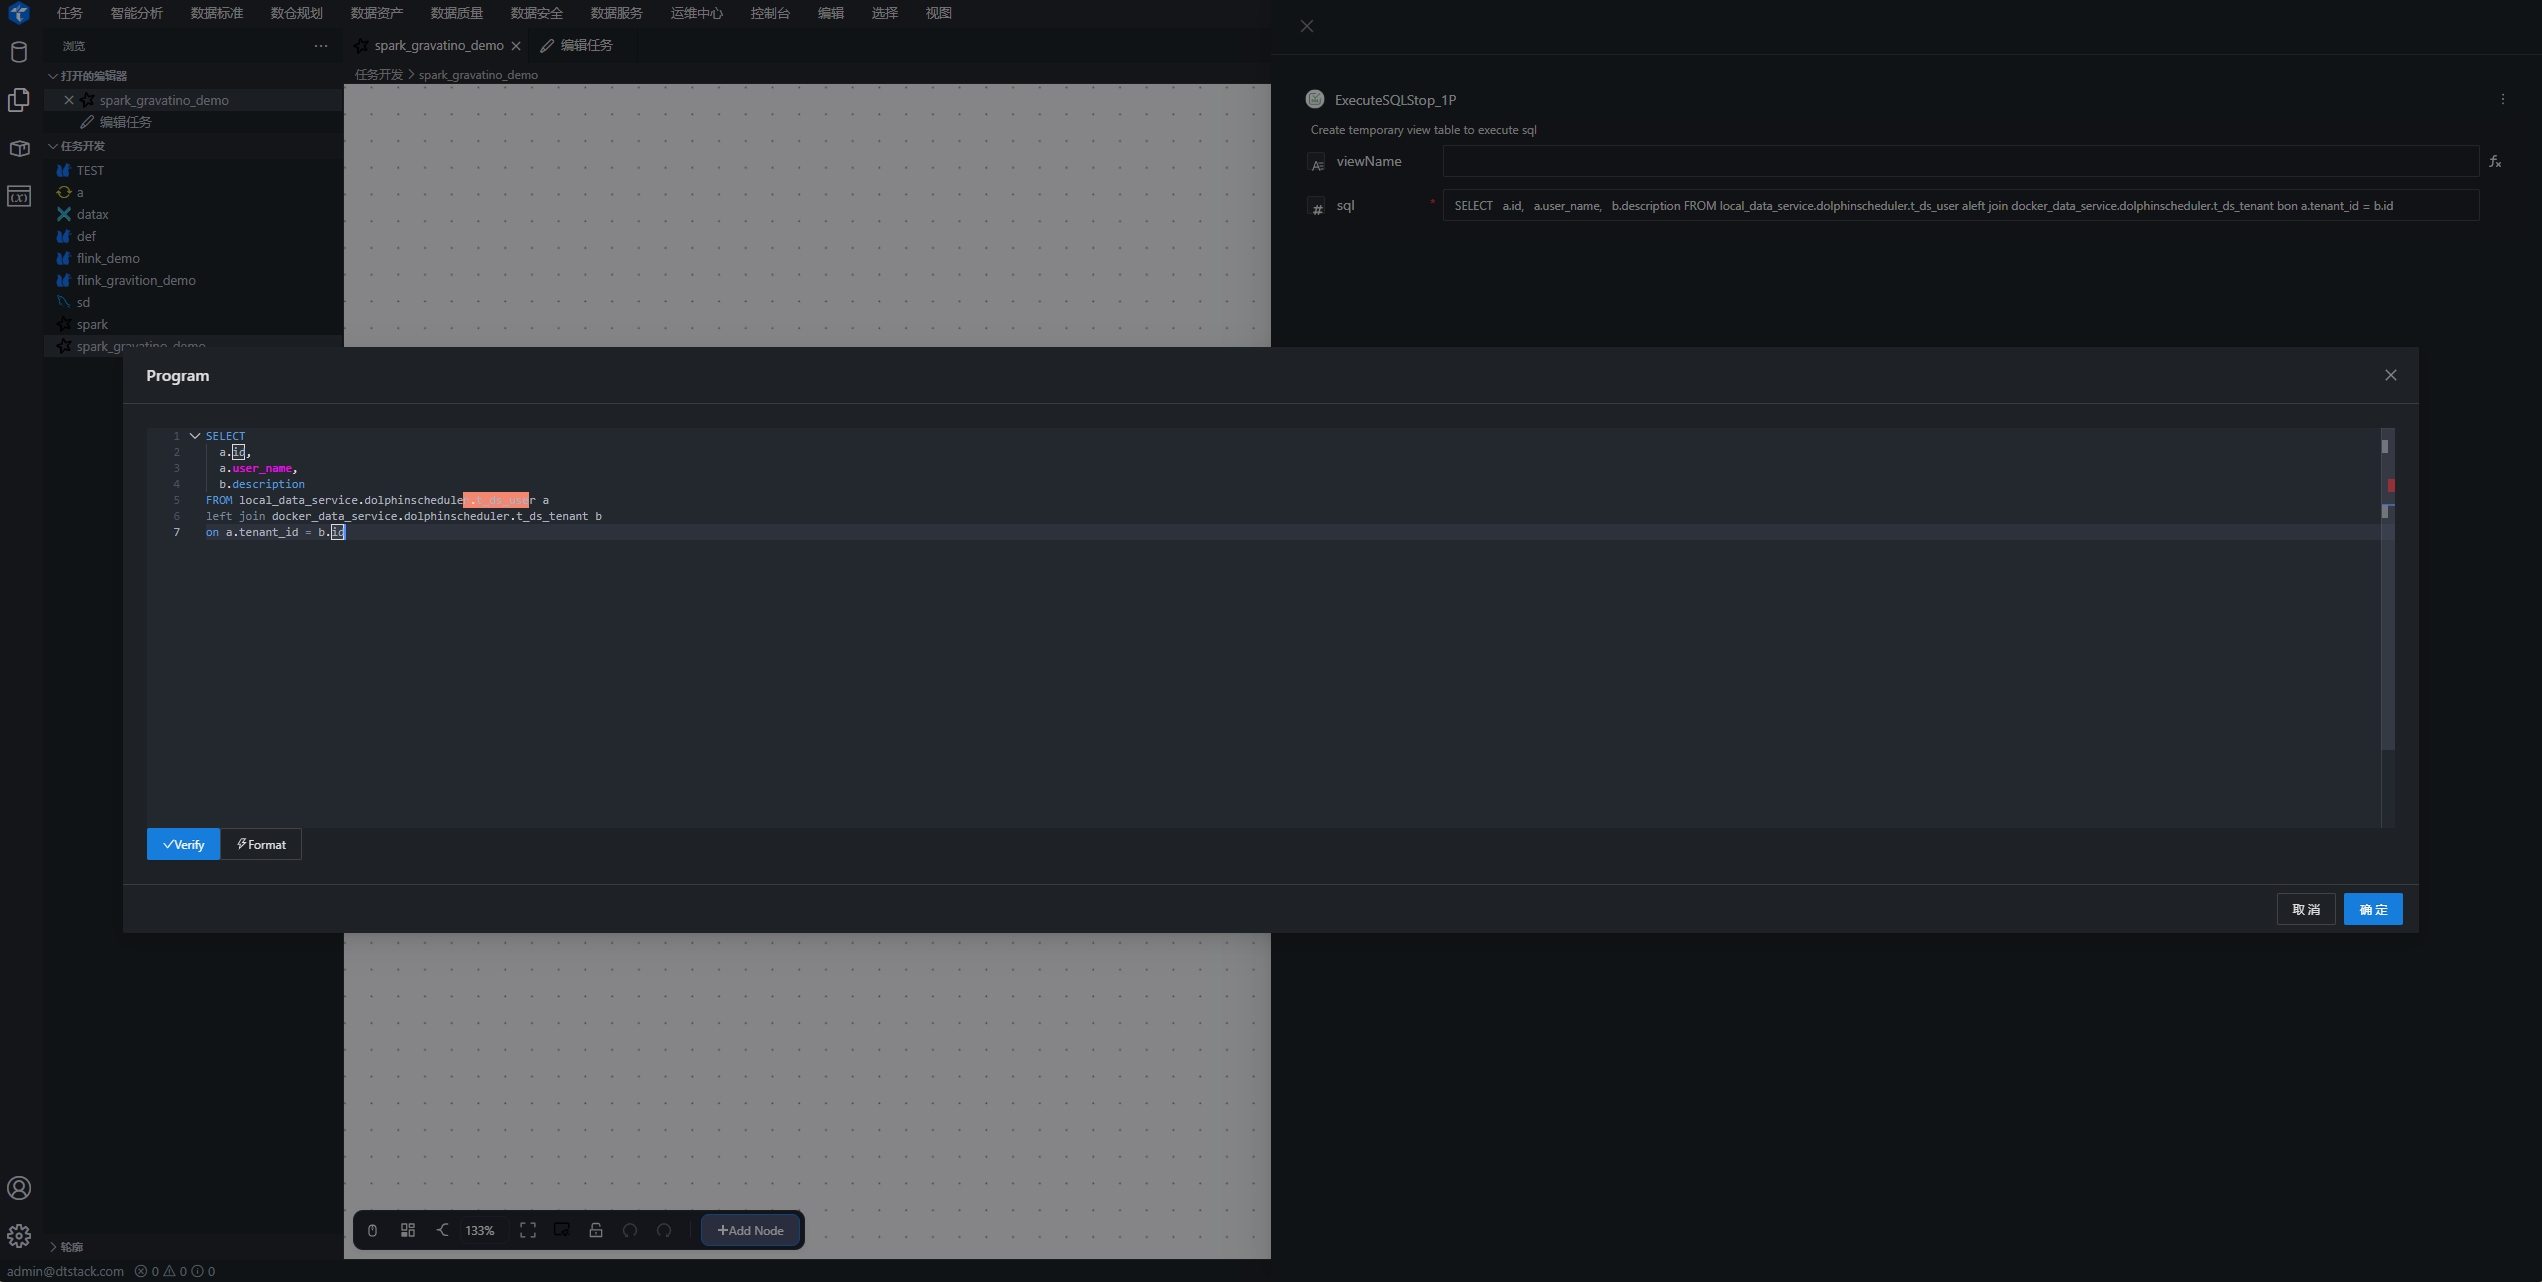 任务 智能分析 数据标准 数仓规划 数据资产 数据质量 数据安全 数据服务 运维中心 控制台 编辑 选择 视图
浏览
打开的编辑器
spark_gravatino_demo
编辑任务
任务开发
TEST
a
datax
def
flink_demo
flink_gravition_demo
sd
spark
spark_gravatino_demo
spark_gravatino_demo 编辑任务
任务开发 > spark_gravatino_demo
ExecuteSQLStop_1P
Create temporary view table to execute sql
viewName
sql * SELECT a.id, a.user_name, b.description FROM local_data_service.dolphinscheduler.t_ds_user aleft join docker_data_service.dolphinscheduler.t_ds_tenant bon a.tenant_id = b.id
Program
1 SELECT
2 a.id,
3 a.user_name,
4 b.description
5 FROM local_data_service.dolphinscheduler.t_ds_user a
6 left join docker_data_service.dolphinscheduler.t_ds_tenant b
7 on a.tenant_id = b.id
Verify Format
取消 确定
133% +Add Node
轮廓
admin@dtstack.com 0 0 0